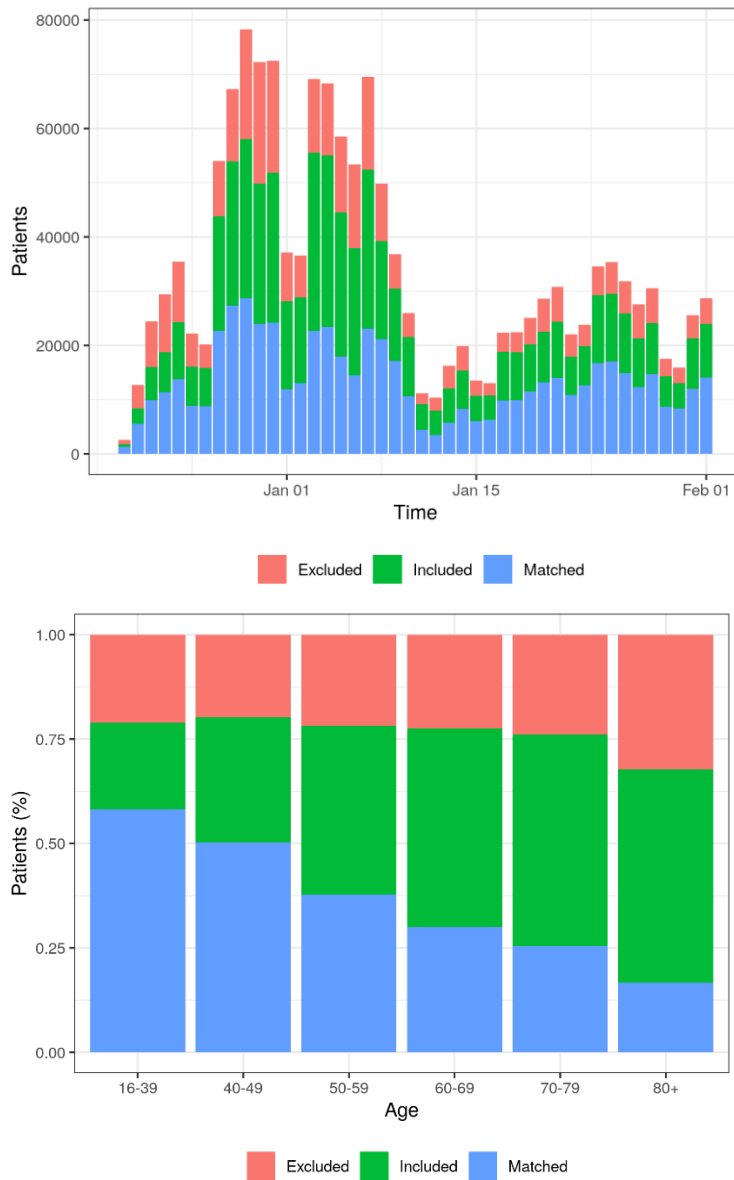 80000
60000
40000
20000
0
Patients
Jan 01
Jan 15
Feb 01
Time
Excluded Included Matched
1.00
0.75
0.50
0.25
0.00
Patients (%)
16-39 40-49 50-59 60-69 70-79 80+
Age
Excluded Included Matched